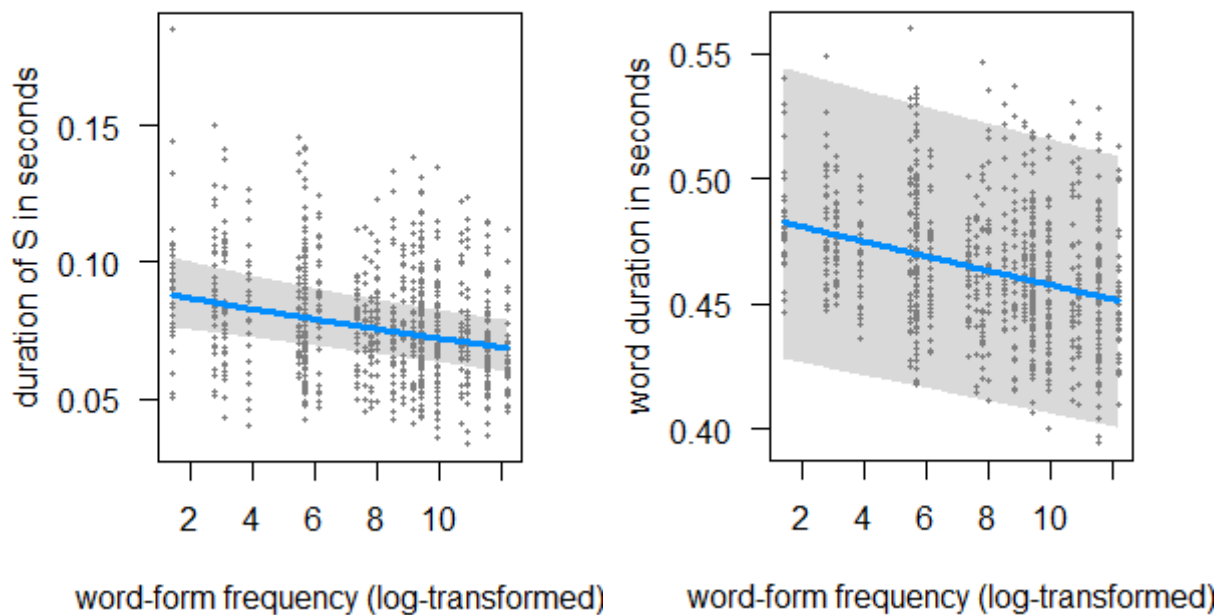 duration of S in seconds
0.15
0.10
0.05
2 4 6 8 10
word-form frequency (log-transformed)
word duration in seconds
0.55
0.50
0.45
0.40
2 4 6 8 10
word-form frequency (log-transformed)